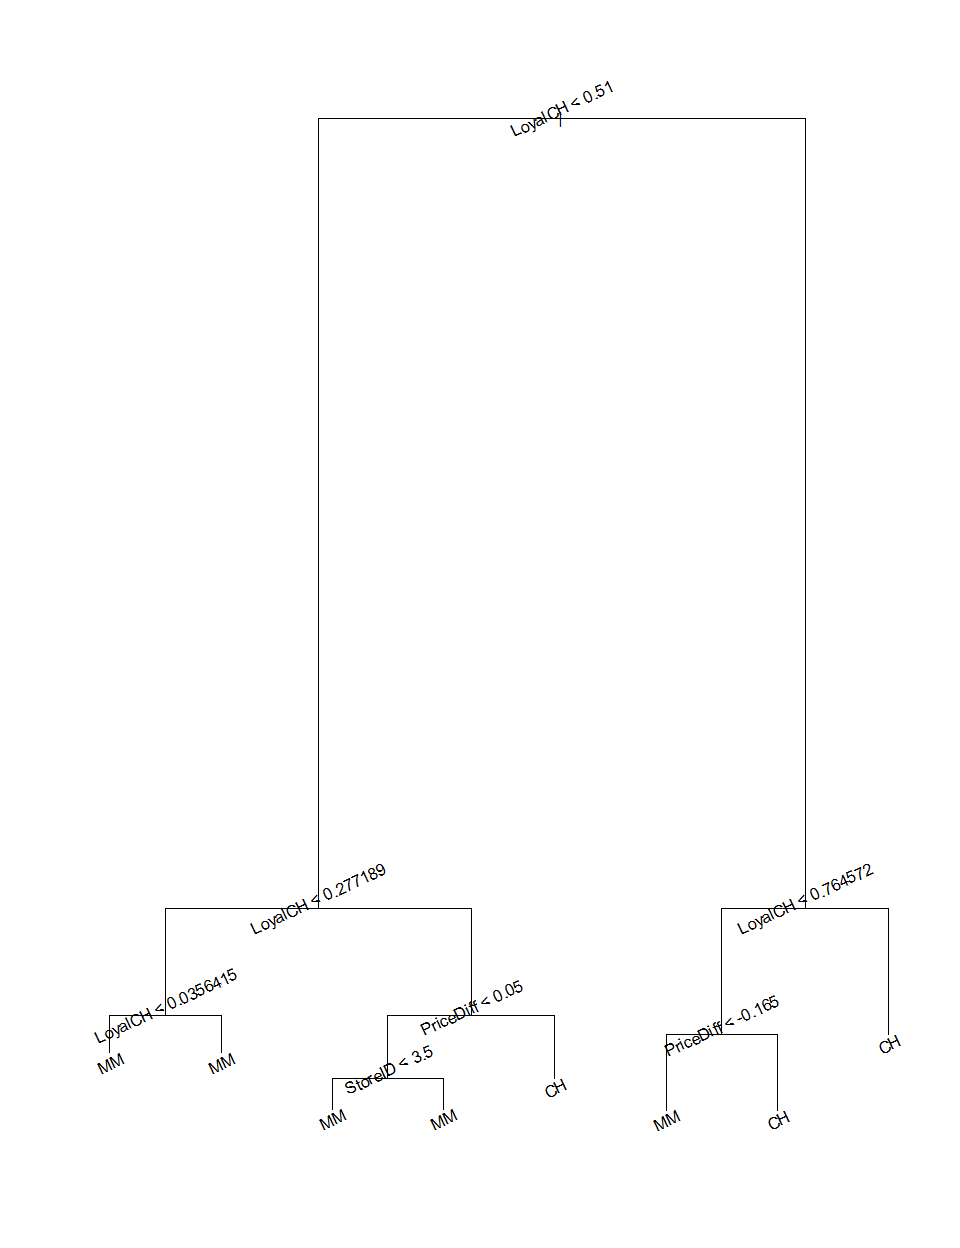 LoyalCH < 0.51
LoyalCH < 0.277189
LoyalCH < 0.764572
LoyalCH < 0.0356415
PriceDiff < 0.05
PriceDiff < -0.165
MM
MM
StoreID < 3.5
CH
CH
MM
MM
MM
CH